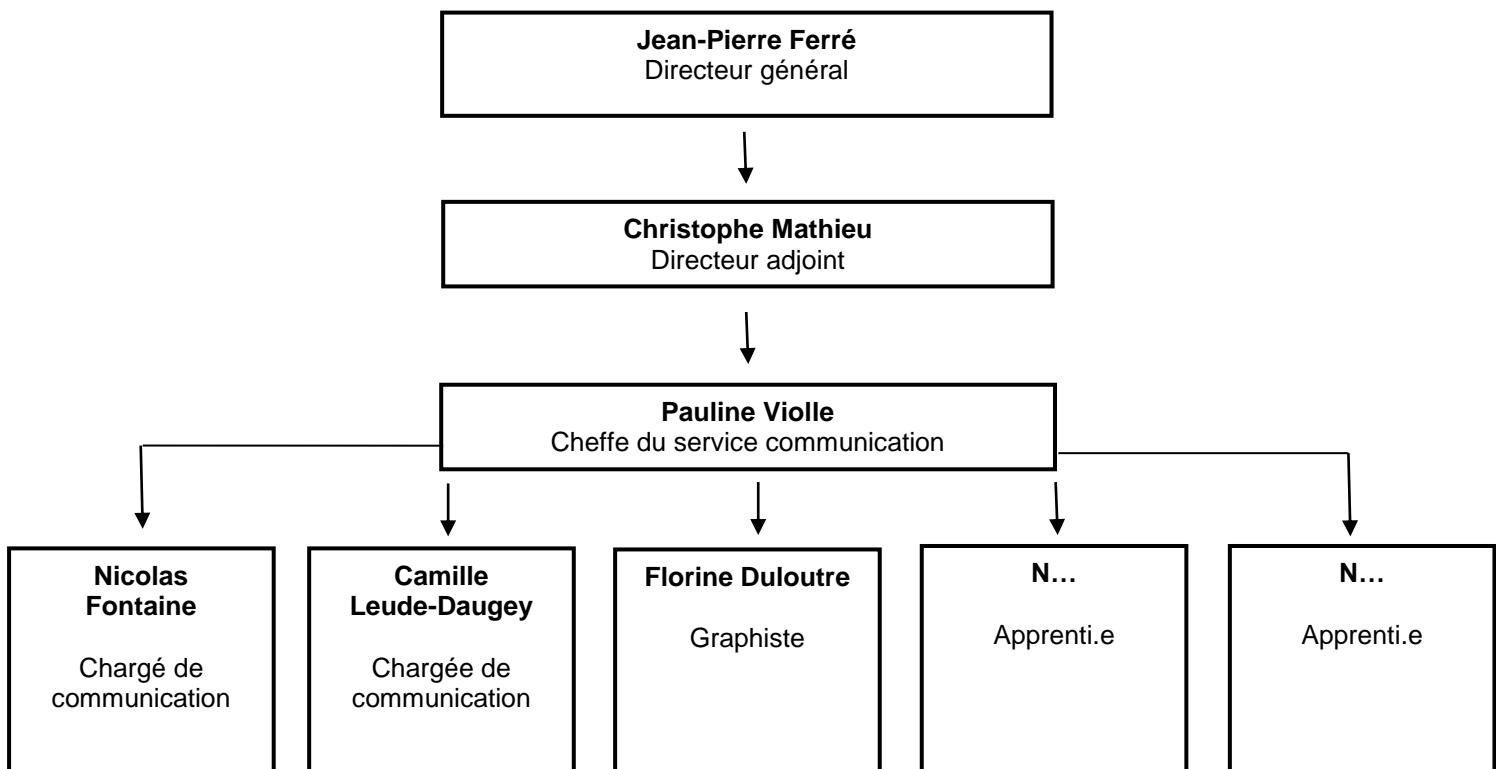 Jean-Pierre Ferré
Directeur général
Christophe Mathieu
Directeur adjoint
Pauline Violle
Cheffe du service communication
Nicolas
Fontaine
Chargé de
communication
Camille
Leude-Daugey
Chargée de
communication
Florine Duloutre
Graphiste
N…
Apprenti.e
N…
Apprenti.e